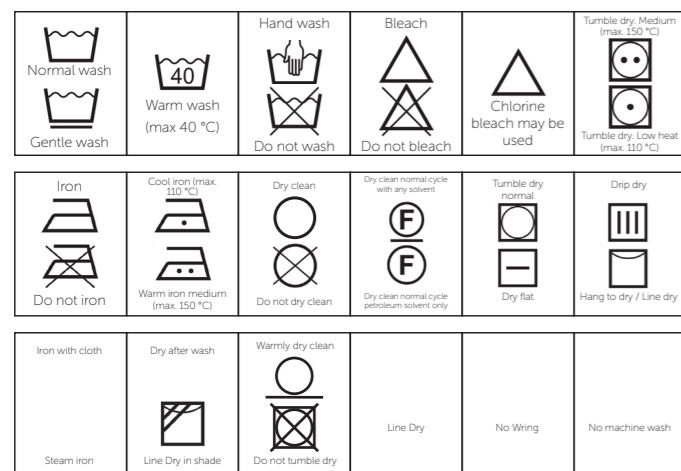 Normal wash
Gentle wash
40
Warm wash
(max 40 °C)
Hand wash
Do not wash
Bleach
Do not bleach
Chlorine
bleach may be
used
Tumble dry. Medium
(max. 150 °C)
Tumble dry. Low heat
(max. 110 °C)
Iron
Do not iron
Cool iron (max.
110 °C)
Warm iron medium
(max. 150 °C)
Dry clean
Do not dry clean
Dry clean normal cycle
with any solvent
F
F
Dry clean normal cycle
petroleum solvent only
Tumble dry
normal
Dry flat
Drip dry
Hang to dry / Line dry
Iron with cloth
Steam iron
Dry after wash
Line Dry in shade
Warmly dry clean
Do not tumble dry
Line Dry
No Wring
No machine wash